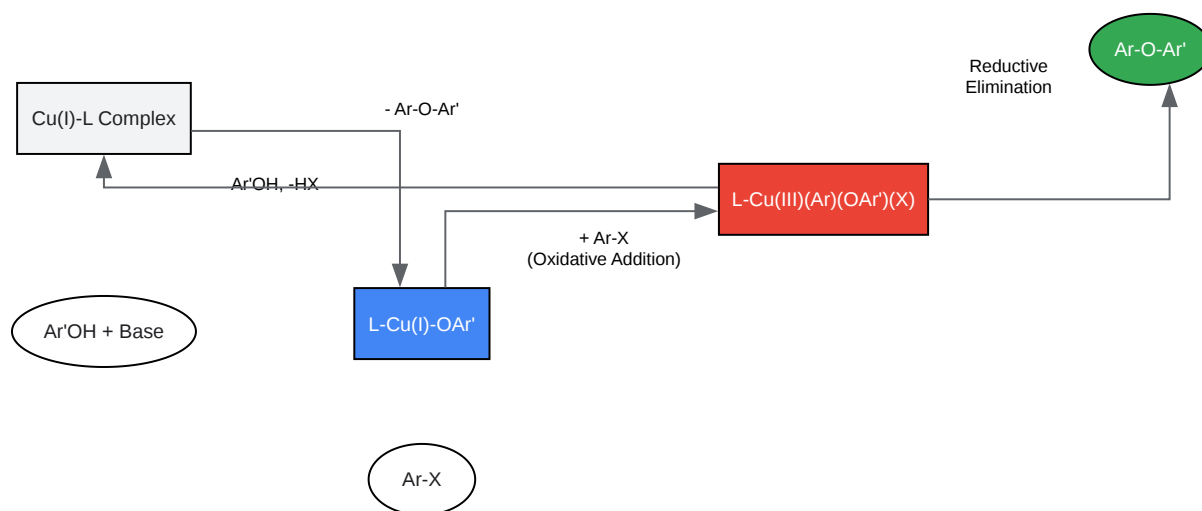 Ar-O-Ar'
Reductive
Elimination
Cu(I)-L Complex
- Ar-O-Ar'
Ar'OH, -HX
L-Cu(III)(Ar)(OAr')(X)
+ Ar-X
(Oxidative Addition)
L-Cu(I)-OAr'
Ar'OH + Base
Ar-X